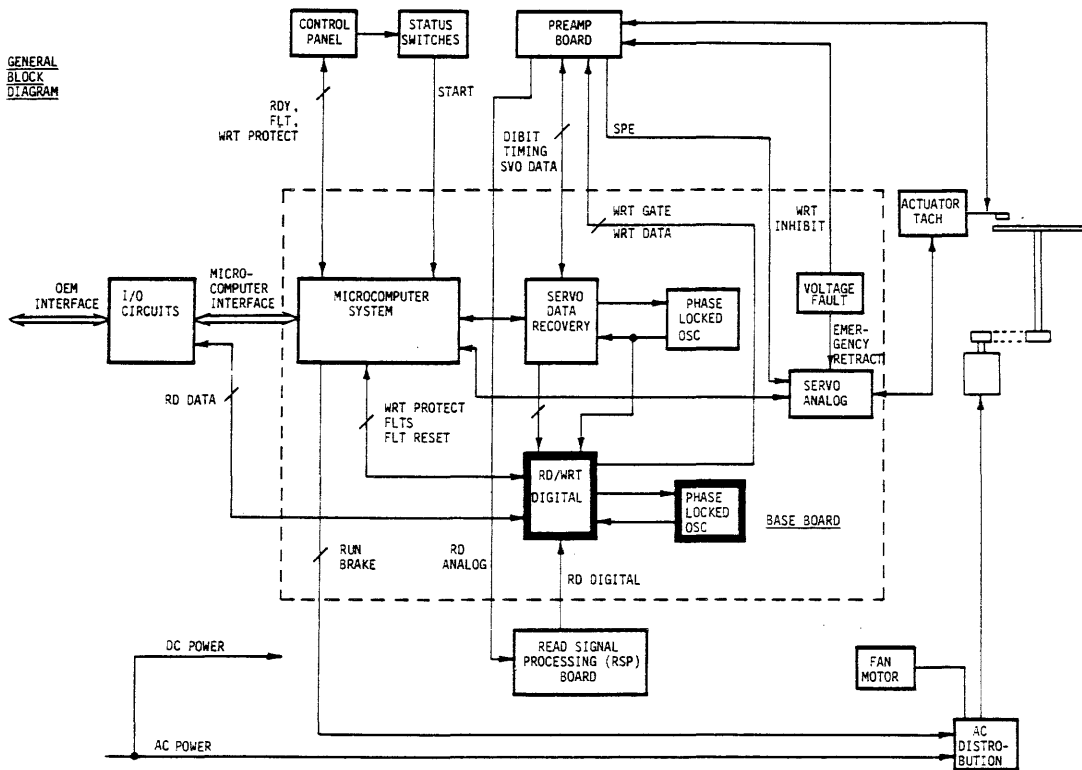 GENERAL
BLOCK
DIAGRAM
CONTROL
PANEL
STATUS
SWITCHES
PREAMP
BOARD
START
RDY,
FLT,
WRT PROTECT
DIBIT
TIMING
SVO DATA
SPE
WRT GATE
WRT DATA
WRT
INHIBIT
ACTUATOR
TACH
OEM
INTERFACE
I/O
CIRCUITS
MICRO-
COMPUTER
INTERFACE
MICROCOMPUTER
SYSTEM
SERVO
DATA
RECOVERY
PHASE
LOCKED
OSC
VOLTAGE
FAULT
EMER-
GENCY
RETRACT
SERVO
ANALOG
RD DATA
WRT PROTECT
FLTS
FLT RESET
RD/WRT
DIGITAL
PHASE
LOCKED
OSC
BASE BOARD
RUN
BRAKE
RD
ANALOG
RD DIGITAL
READ SIGNAL
PROCESSING (RSP)
BOARD
DC POWER
FAN
MOTOR
AC POWER
AC
DISTRO-
BUTION